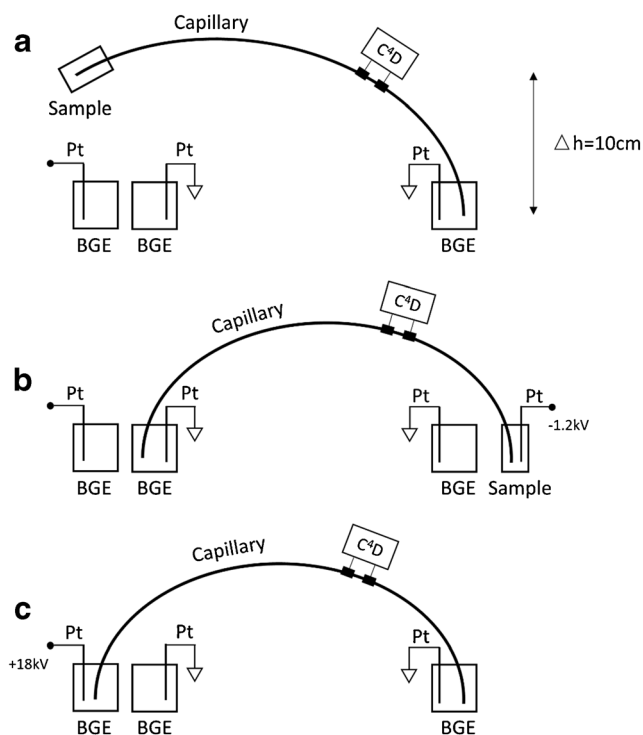 a
Capillary
C⁴D
Sample
△h=10cm
Pt
Pt
Pt
BGE
BGE
BGE
b
Capillary
C⁴D
Pt
Pt
Pt
Pt
-1.2kV
BGE
BGE
BGE
Sample
c
Capillary
C⁴D
Pt
Pt
Pt
+18kV
BGE
BGE
BGE